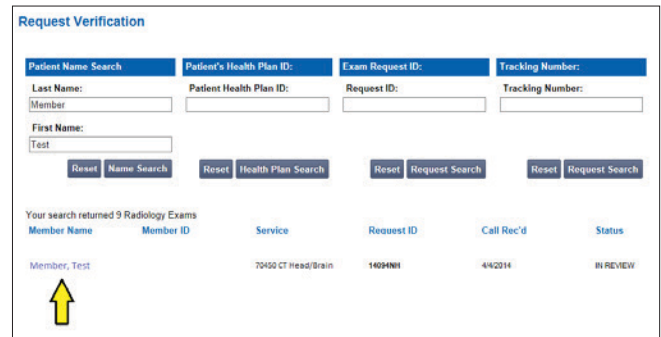 Request Verification
Patient Name Search Patient's Health Plan ID: Exam Request ID: Tracking Number:
Last Name: Patient Health Plan ID: Request ID: Tracking Number:
Member
First Name:
Test
Reset Name Search Reset Health Plan Search Reset Request Search Reset Request Search
Your search returned 9 Radiology Exams
Member Name Member ID Service Request ID Call Rec'd Status
Member, Test 70450 CT Head/Brain 14094NH 4/4/2014 IN REVIEW